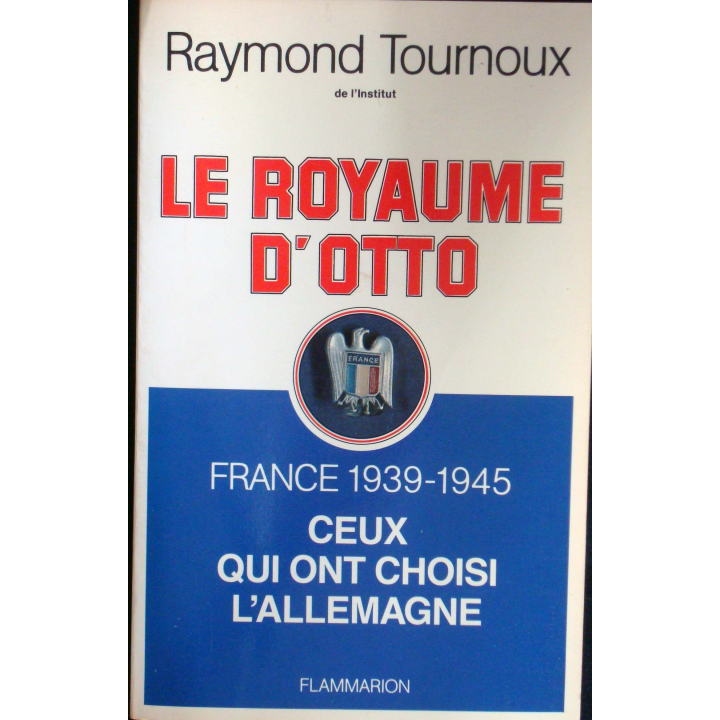 Raymond Tournoux
de l'Institut
LE ROYAUME
D'OTTO
FRANCE
FRANCE 1939-1945
CEUX
QUI ONT CHOISI
L'ALLEMAGNE
FLAMMARION